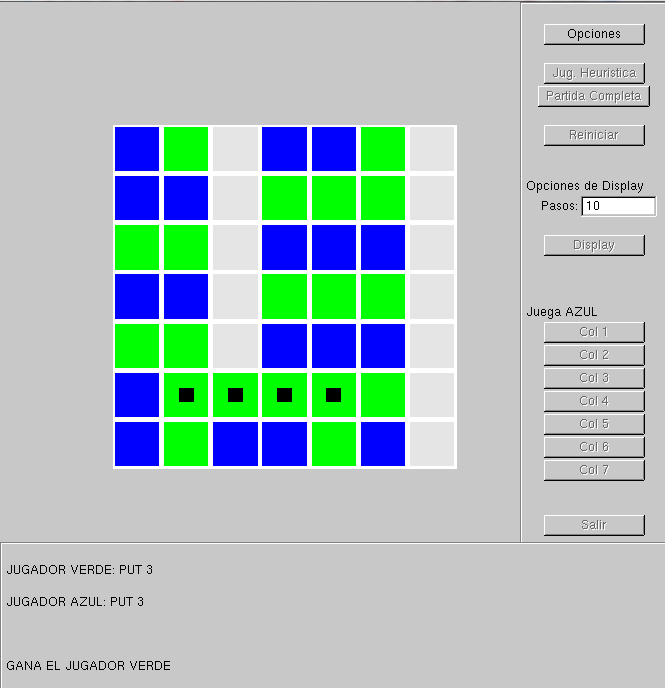 Opciones
Jug. Heuristica
Partida Completa
Reiniciar
Opciones de Display
Pasos: 10
Display
Juega AZUL
Col 1
Col 2
Col 3
Col 4
Col 5
Col 6
Col 7
Salir
JUGADOR VERDE: PUT 3
JUGADOR AZUL: PUT 3
GANA EL JUGADOR VERDE